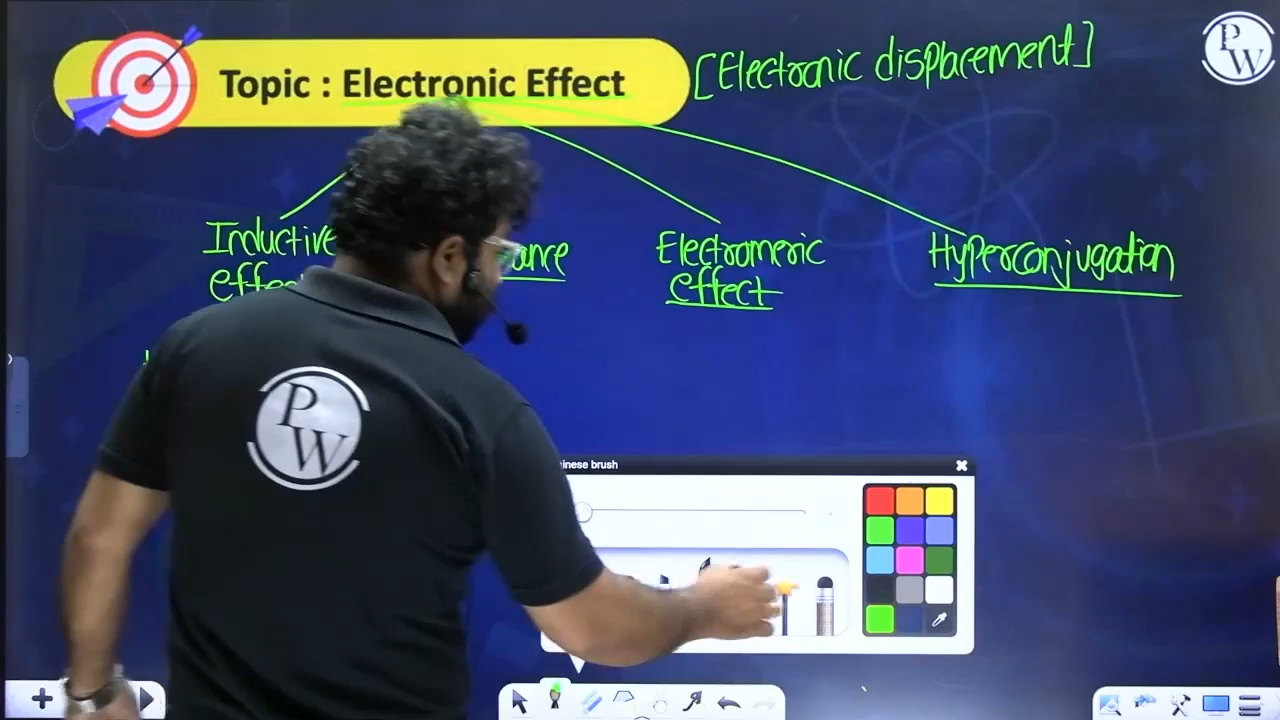 Topic : Electronic Effect
[Electronic displacement]
PW
Inductive
Electromeric
effect
Hyperconjugation
PW